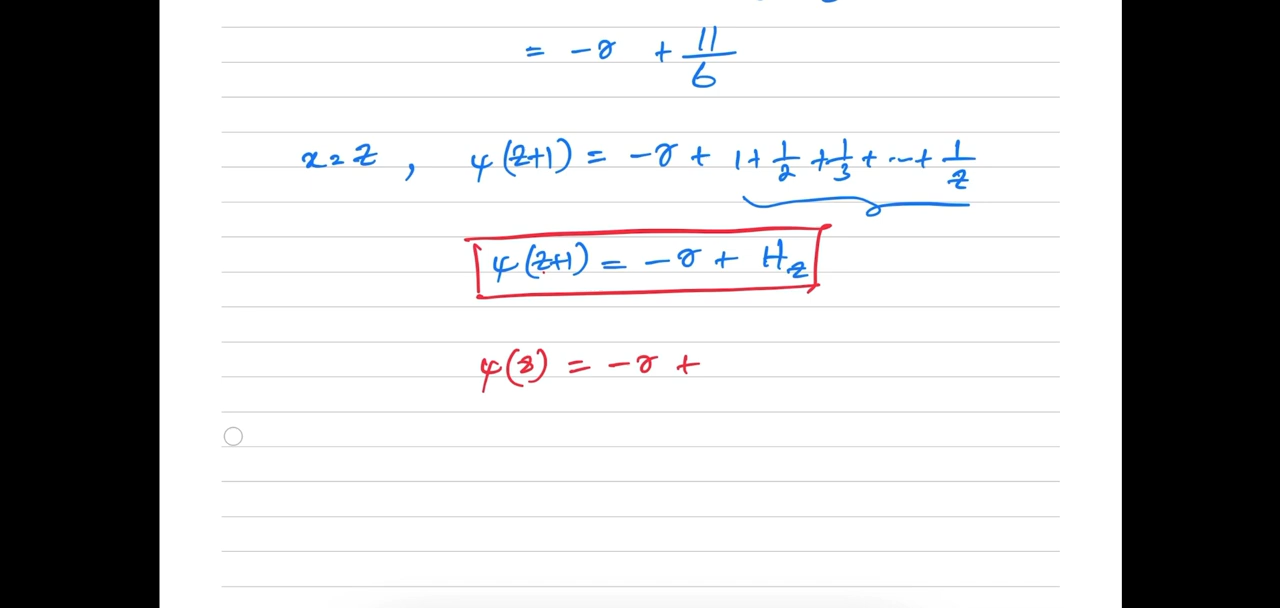 = -γ + 11/6
x = z , ψ(z+1) = -γ + 1 + 1/2 + 1/3 + ... + 1/z
ψ(z+1) = -γ + H_z
ψ(8) = -γ +